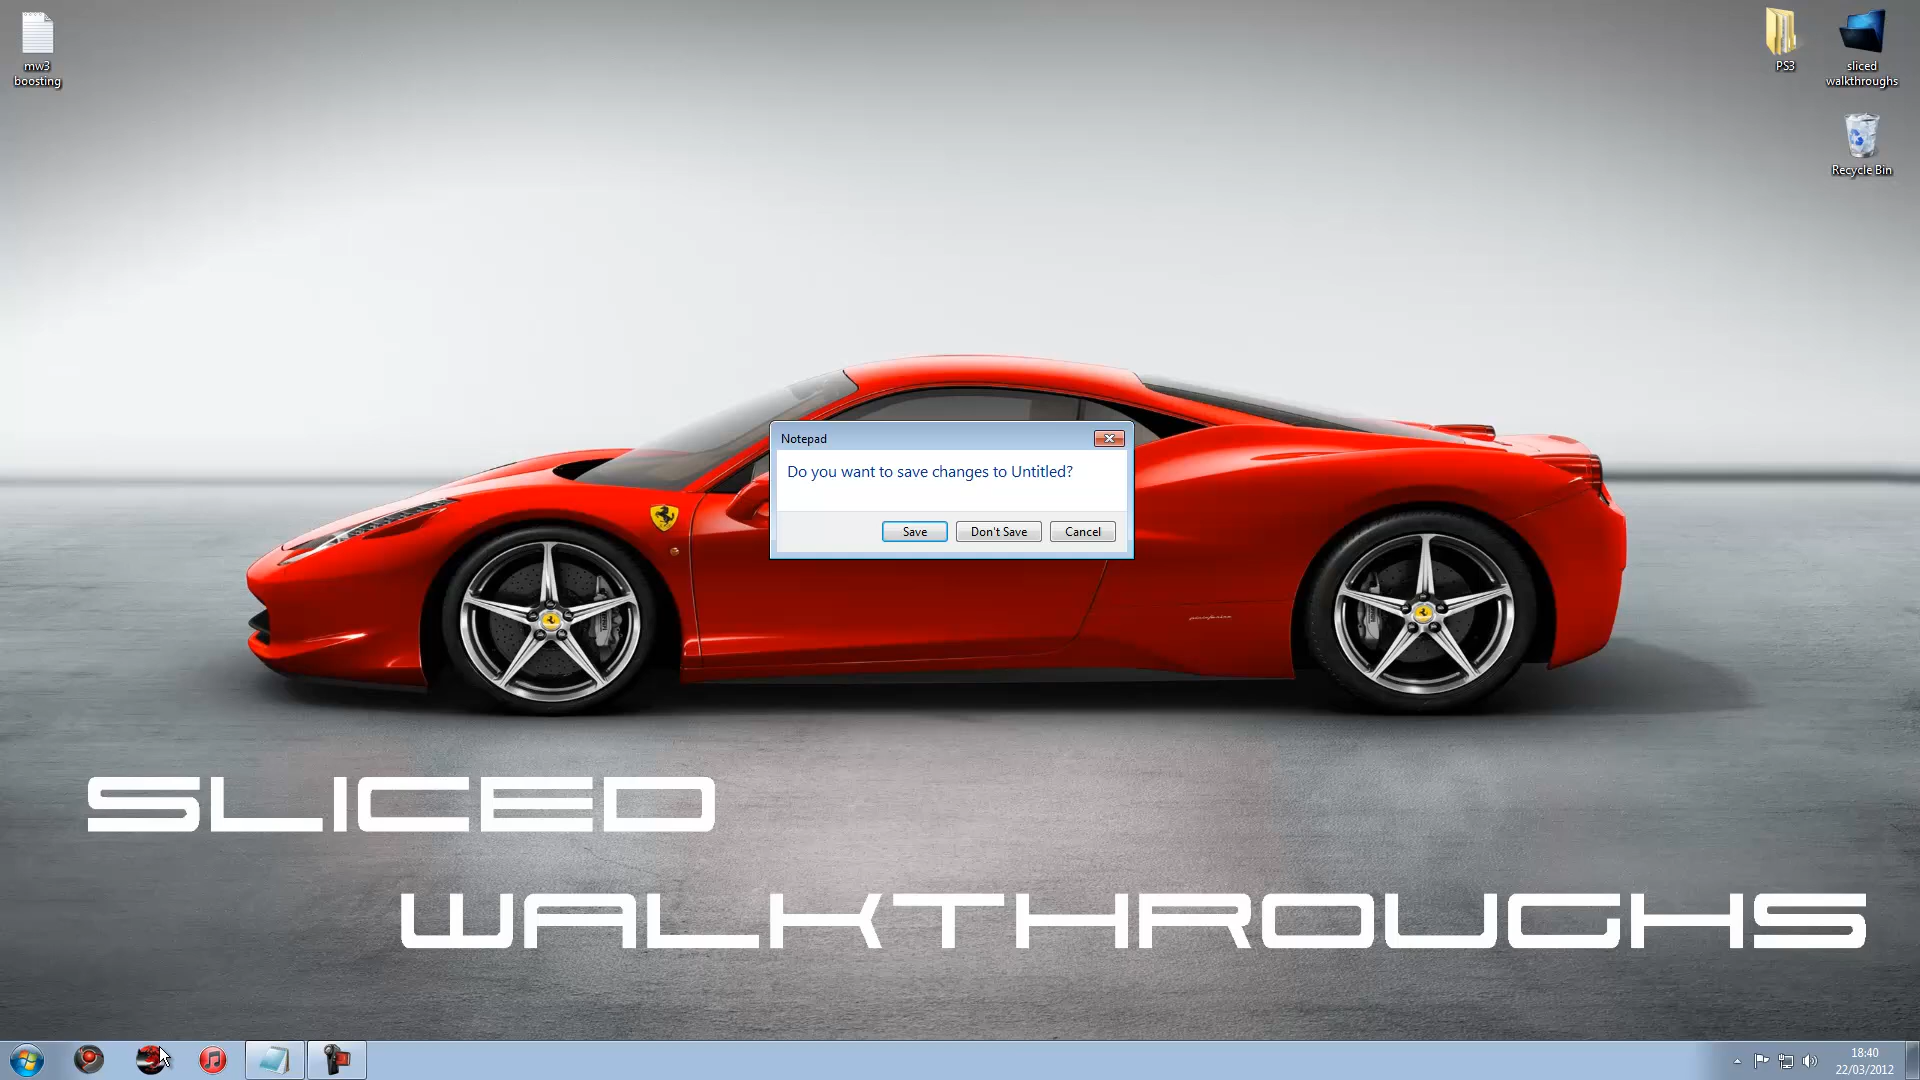 mw3
boosting
PS3
sliced
walkthroughs
Recycle Bin
Notepad
Do you want to save changes to Untitled?
Save
Don't Save
Cancel
SLICED
WALKTHROUGHS
18:40
22/03/2012